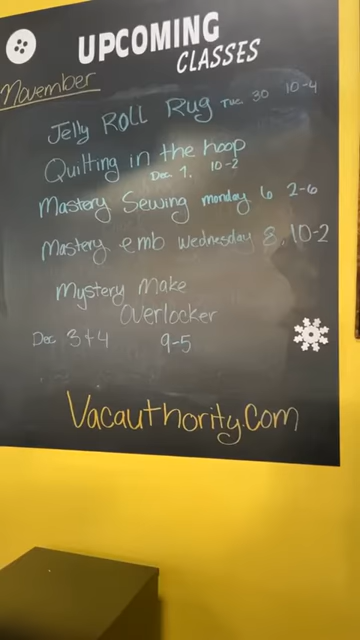 UPCOMING
CLASSES
November
Jelly ROLL Rug Tue 30 10-4
Quilting in the hoop
Dec 1, 10-2
Mastery Sewing monday 6 2-6
Mastery emb Wednesday 8, 10-2
Mystery Make
Overlocker
Dec 3+4 9-5
Vacauthority.Com